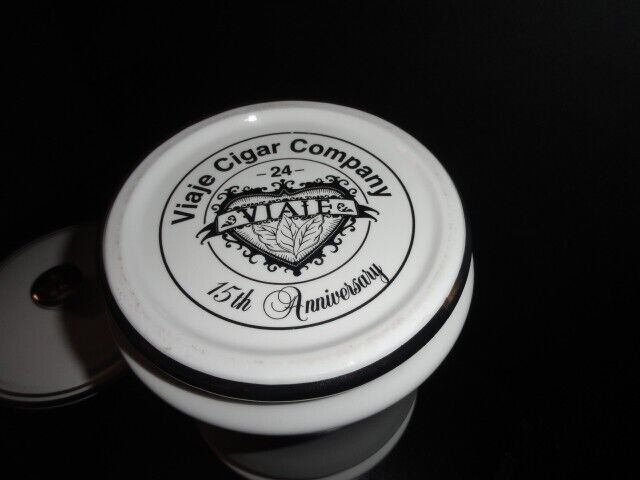 Viaje Cigar Company
-24-
VIAJE
15th Anniversary